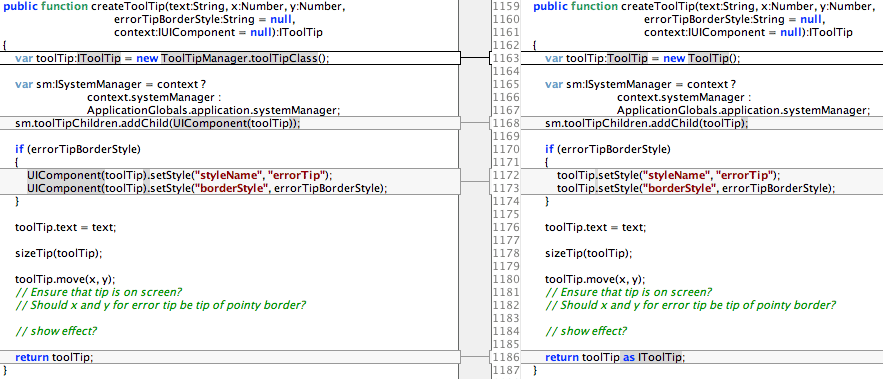 public function createToolTip(text:String, x:Number, y:Number,
errorTipBorderStyle:String = null,
context:IUIComponent = null):IToolTip
{
var toolTip:IToolTip = new ToolTipManager.toolTipClass();
var sm:ISystemManager = context ?
context.systemManager :
ApplicationGlobals.application.systemManager;
sm.toolTipChildren.addChild(UIComponent(toolTip));
if (errorTipBorderStyle)
{
UIComponent(toolTip).setStyle("styleName", "errorTip");
UIComponent(toolTip).setStyle("borderStyle", errorTipBorderStyle);
}
toolTip.text = text;
sizeTip(toolTip);
toolTip.move(x, y);
// Ensure that tip is on screen?
// Should x and y for error tip be tip of pointy border?
// show effect?
return toolTip;
}
1159 public function createToolTip(text:String, x:Number, y:Number,
1160 errorTipBorderStyle:String = null,
1161 context:IUIComponent = null):IToolTip
1162 {
1163 var toolTip:ToolTip = new ToolTip();
1164
1165 var sm:ISystemManager = context ?
1166 context.systemManager :
1167 ApplicationGlobals.application.systemManager;
1168 sm.toolTipChildren.addChild(toolTip);
1169
1170 if (errorTipBorderStyle)
1171 {
1172 toolTip.setStyle("styleName", "errorTip");
1173 toolTip.setStyle("borderStyle", errorTipBorderStyle);
1174 }
1175
1176 toolTip.text = text;
1177
1178 sizeTip(toolTip);
1179
1180 toolTip.move(x, y);
1181 // Ensure that tip is on screen?
1182 // Should x and y for error tip be tip of pointy border?
1183
1184 // show effect?
1185
1186 return toolTip as IToolTip;
1187 }